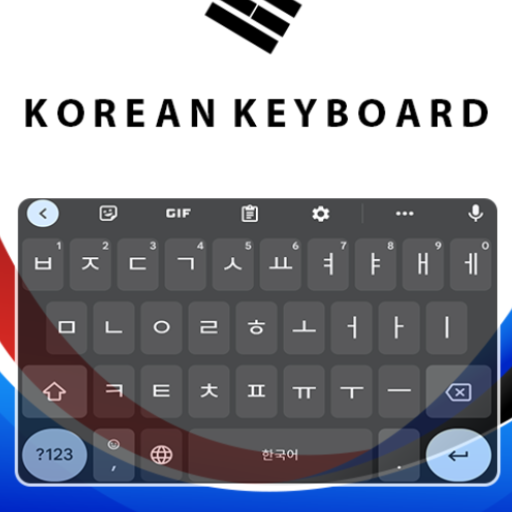 KOREAN KEYBOARD
GIF
1 2 3 4 5 6 7 8 9 0
ㅂ ㅈ ㄷ ㄱ ㅅ ㅛ ㅕ ㅑ ㅐ ㅔ
ㅁ ㄴ ㅇ ㄹ ㅎ ㅗ ㅓ ㅏ ㅣ
ㅋ ㅌ ㅊ ㅍ ㅠ ㅜ ㅡ
?123 , 한국어 .